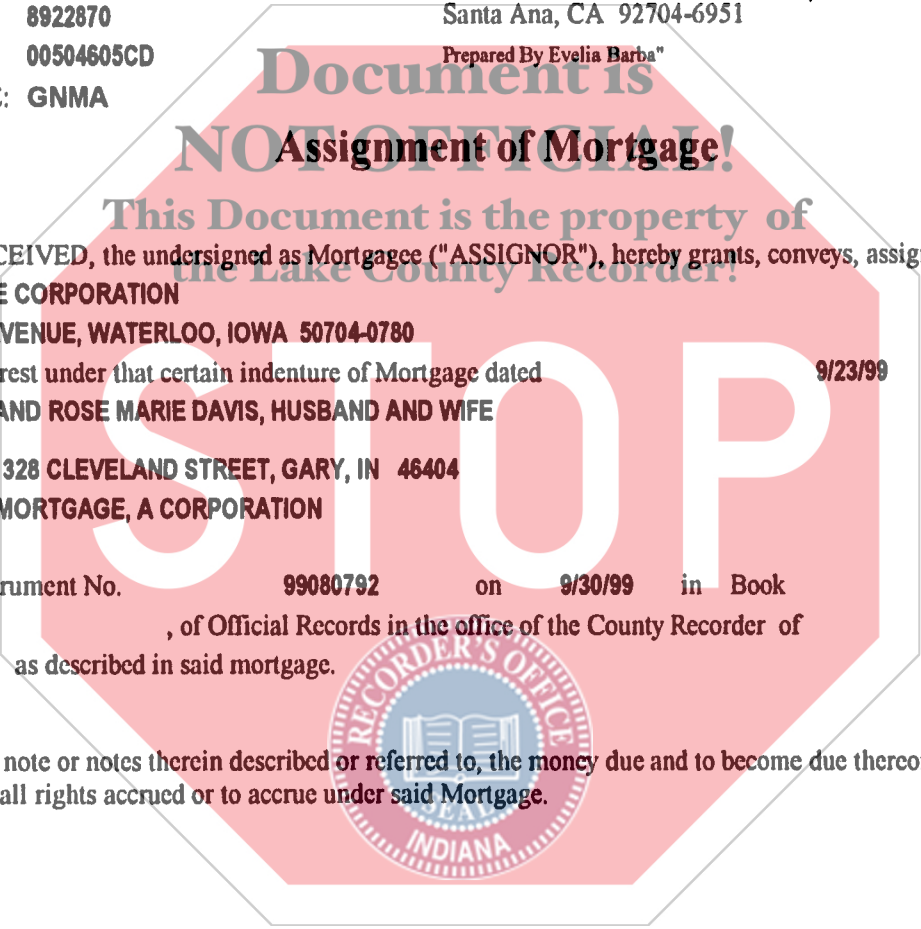 8922870
Santa Ana, CA 92704-6951
00504605CD
Prepared By Evelia Barba"
: GNMA
Document is
NOT OFFICIAL!
Assignment of Mortgage
This Document is the property of
the Lake County Recorder!
CEIVED, the undersigned as Mortgagee ("ASSIGNOR"), hereby grants, conveys, assig
E CORPORATION
VENUE, WATERLOO, IOWA 50704-0780
rest under that certain indenture of Mortgage dated 9/23/99
AND ROSE MARIE DAVIS, HUSBAND AND WIFE
328 CLEVELAND STREET, GARY, IN 46404
MORTGAGE, A CORPORATION
STOP
rument No. 99080792 on 9/30/99 in Book
, of Official Records in the office of the County Recorder of
as described in said mortgage.
RECORDER'S OFFICE
SEAL
INDIANA
note or notes therein described or referred to, the money due and to become due thereo
all rights accrued or to accrue under said Mortgage.